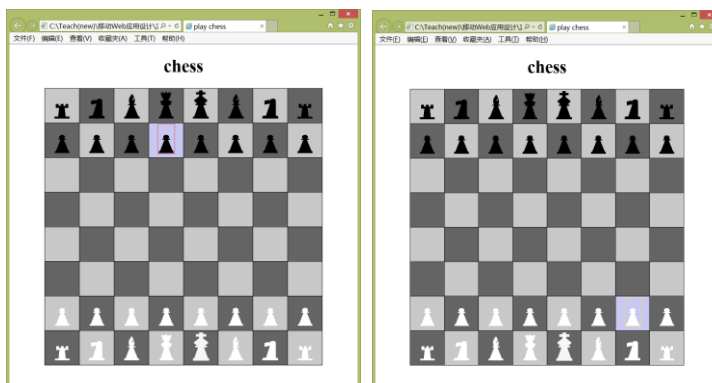 C:\Teach(new)\移动Web应用设计\
play chess
文件(F) 编辑(E) 查看(V) 收藏夹(A) 工具(T) 帮助(H)
chess
C:\Teach(new)\移动Web应用设计\
play chess
文件(F) 编辑(E) 查看(V) 收藏夹(A) 工具(T) 帮助(H)
chess